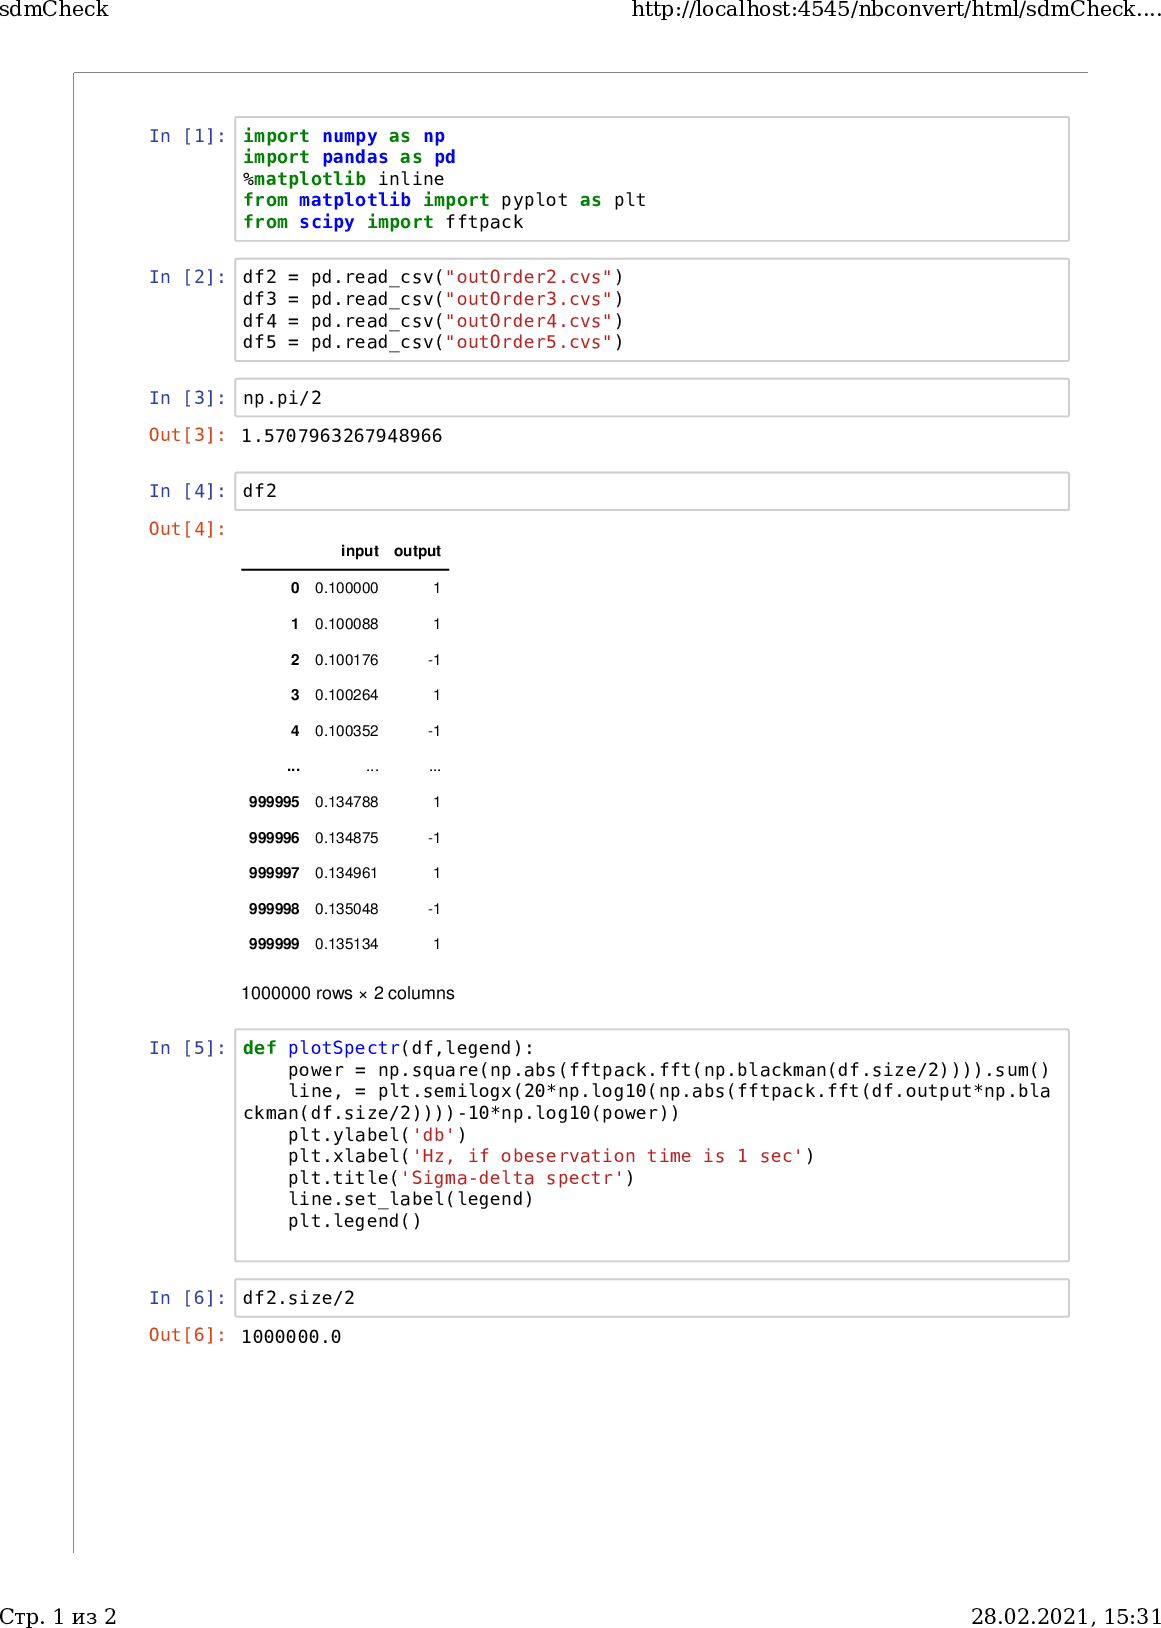 sdmCheck http://localhost:4545/nbconvert/html/sdmCheck....
In [1]: import numpy as np
import pandas as pd
%matplotlib inline
from matplotlib import pyplot as plt
from scipy import fftpack
In [2]: df2 = pd.read_csv("outOrder2.cvs")
df3 = pd.read_csv("outOrder3.cvs")
df4 = pd.read_csv("outOrder4.cvs")
df5 = pd.read_csv("outOrder5.cvs")
In [3]: np.pi/2
Out[3]: 1.5707963267948966
In [4]: df2
Out[4]:
input output
0 0.100000 1
1 0.100088 1
2 0.100176 -1
3 0.100264 1
4 0.100352 -1
... ... ...
999995 0.134788 1
999996 0.134875 -1
999997 0.134961 1
999998 0.135048 -1
999999 0.135134 1
1000000 rows × 2 columns
In [5]: def plotSpectr(df,legend):
    power = np.square(np.abs(fftpack.fft(np.blackman(df.size/2)))).sum()
    line, = plt.semilogx(20*np.log10(np.abs(fftpack.fft(df.output*np.bla
ckman(df.size/2))))-10*np.log10(power))
    plt.ylabel('db')
    plt.xlabel('Hz, if obeservation time is 1 sec')
    plt.title('Sigma-delta spectr')
    line.set_label(legend)
    plt.legend()
In [6]: df2.size/2
Out[6]: 1000000.0
Стр. 1 из 2 28.02.2021, 15:31